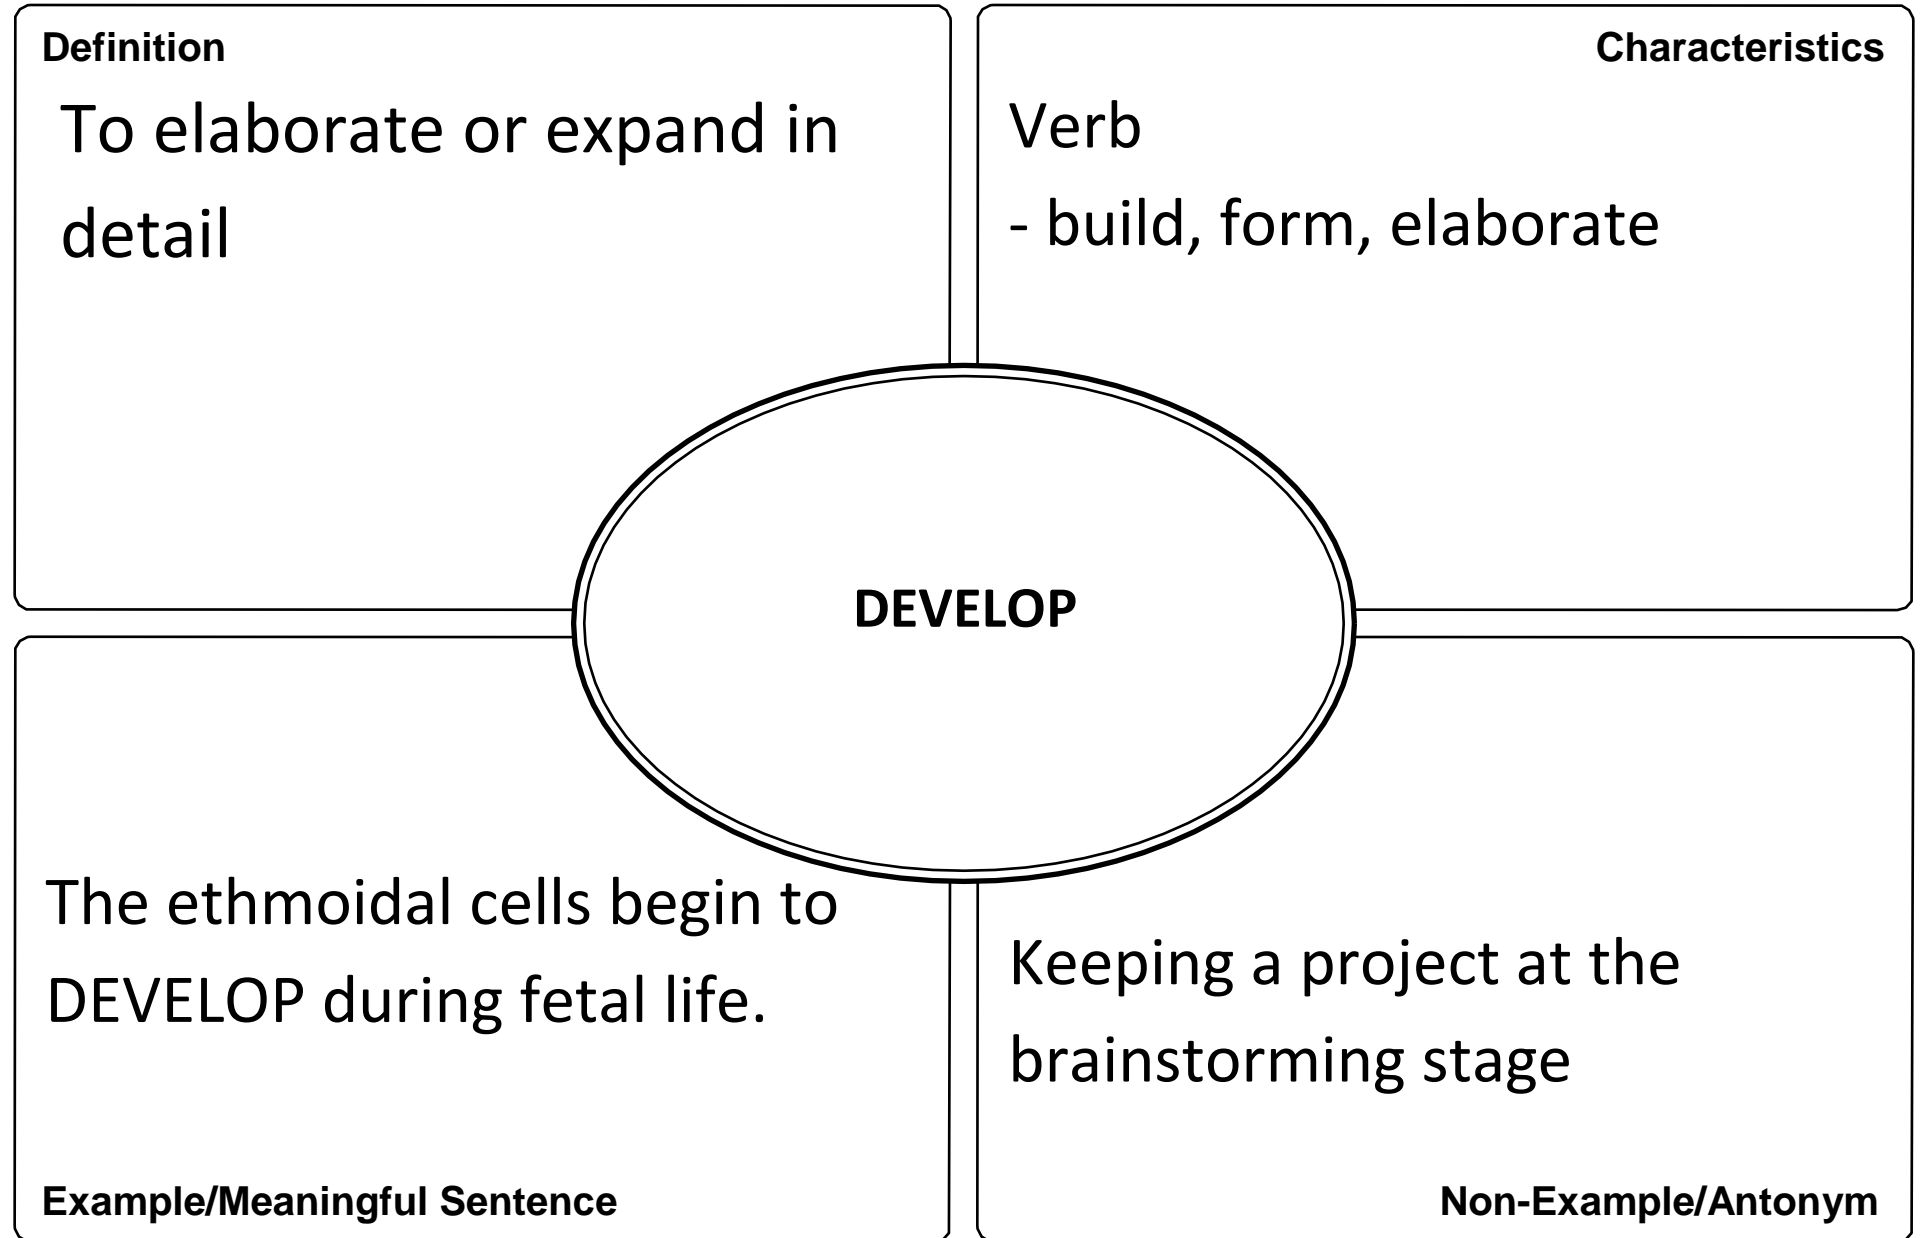 Definition
To elaborate or expand in
detail
Characteristics
Verb
- build, form, elaborate
DEVELOP
The ethmoidal cells begin to
DEVELOP during fetal life.
Example/Meaningful Sentence
Keeping a project at the
brainstorming stage
Non-Example/Antonym